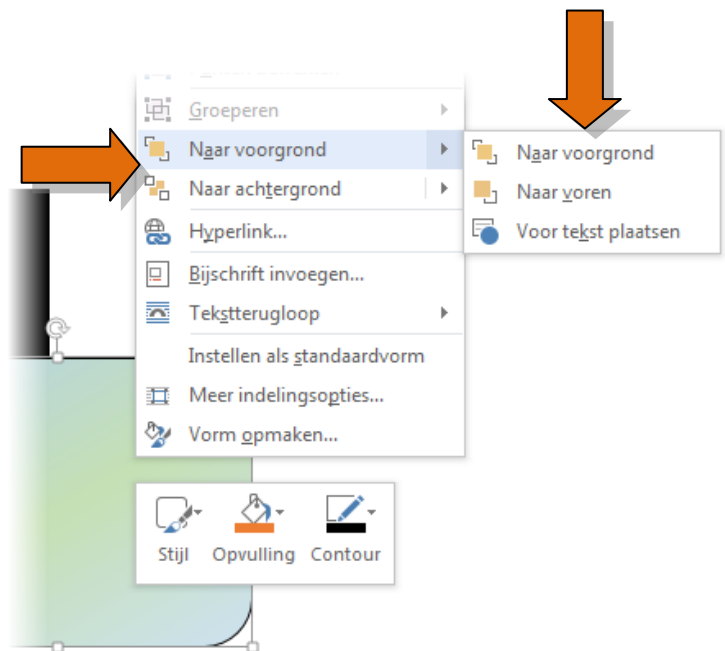 Groeperen
Naar voorgrond
Naar achtergrond
Hyperlink...
Bijschrift invoegen...
Tekstterugloop
Instellen als standaardvorm
Meer indelingsopties...
Vorm opmaken...
Naar voorgrond
Naar voren
Voor tekst plaatsen
Stijl Opvulling Contour